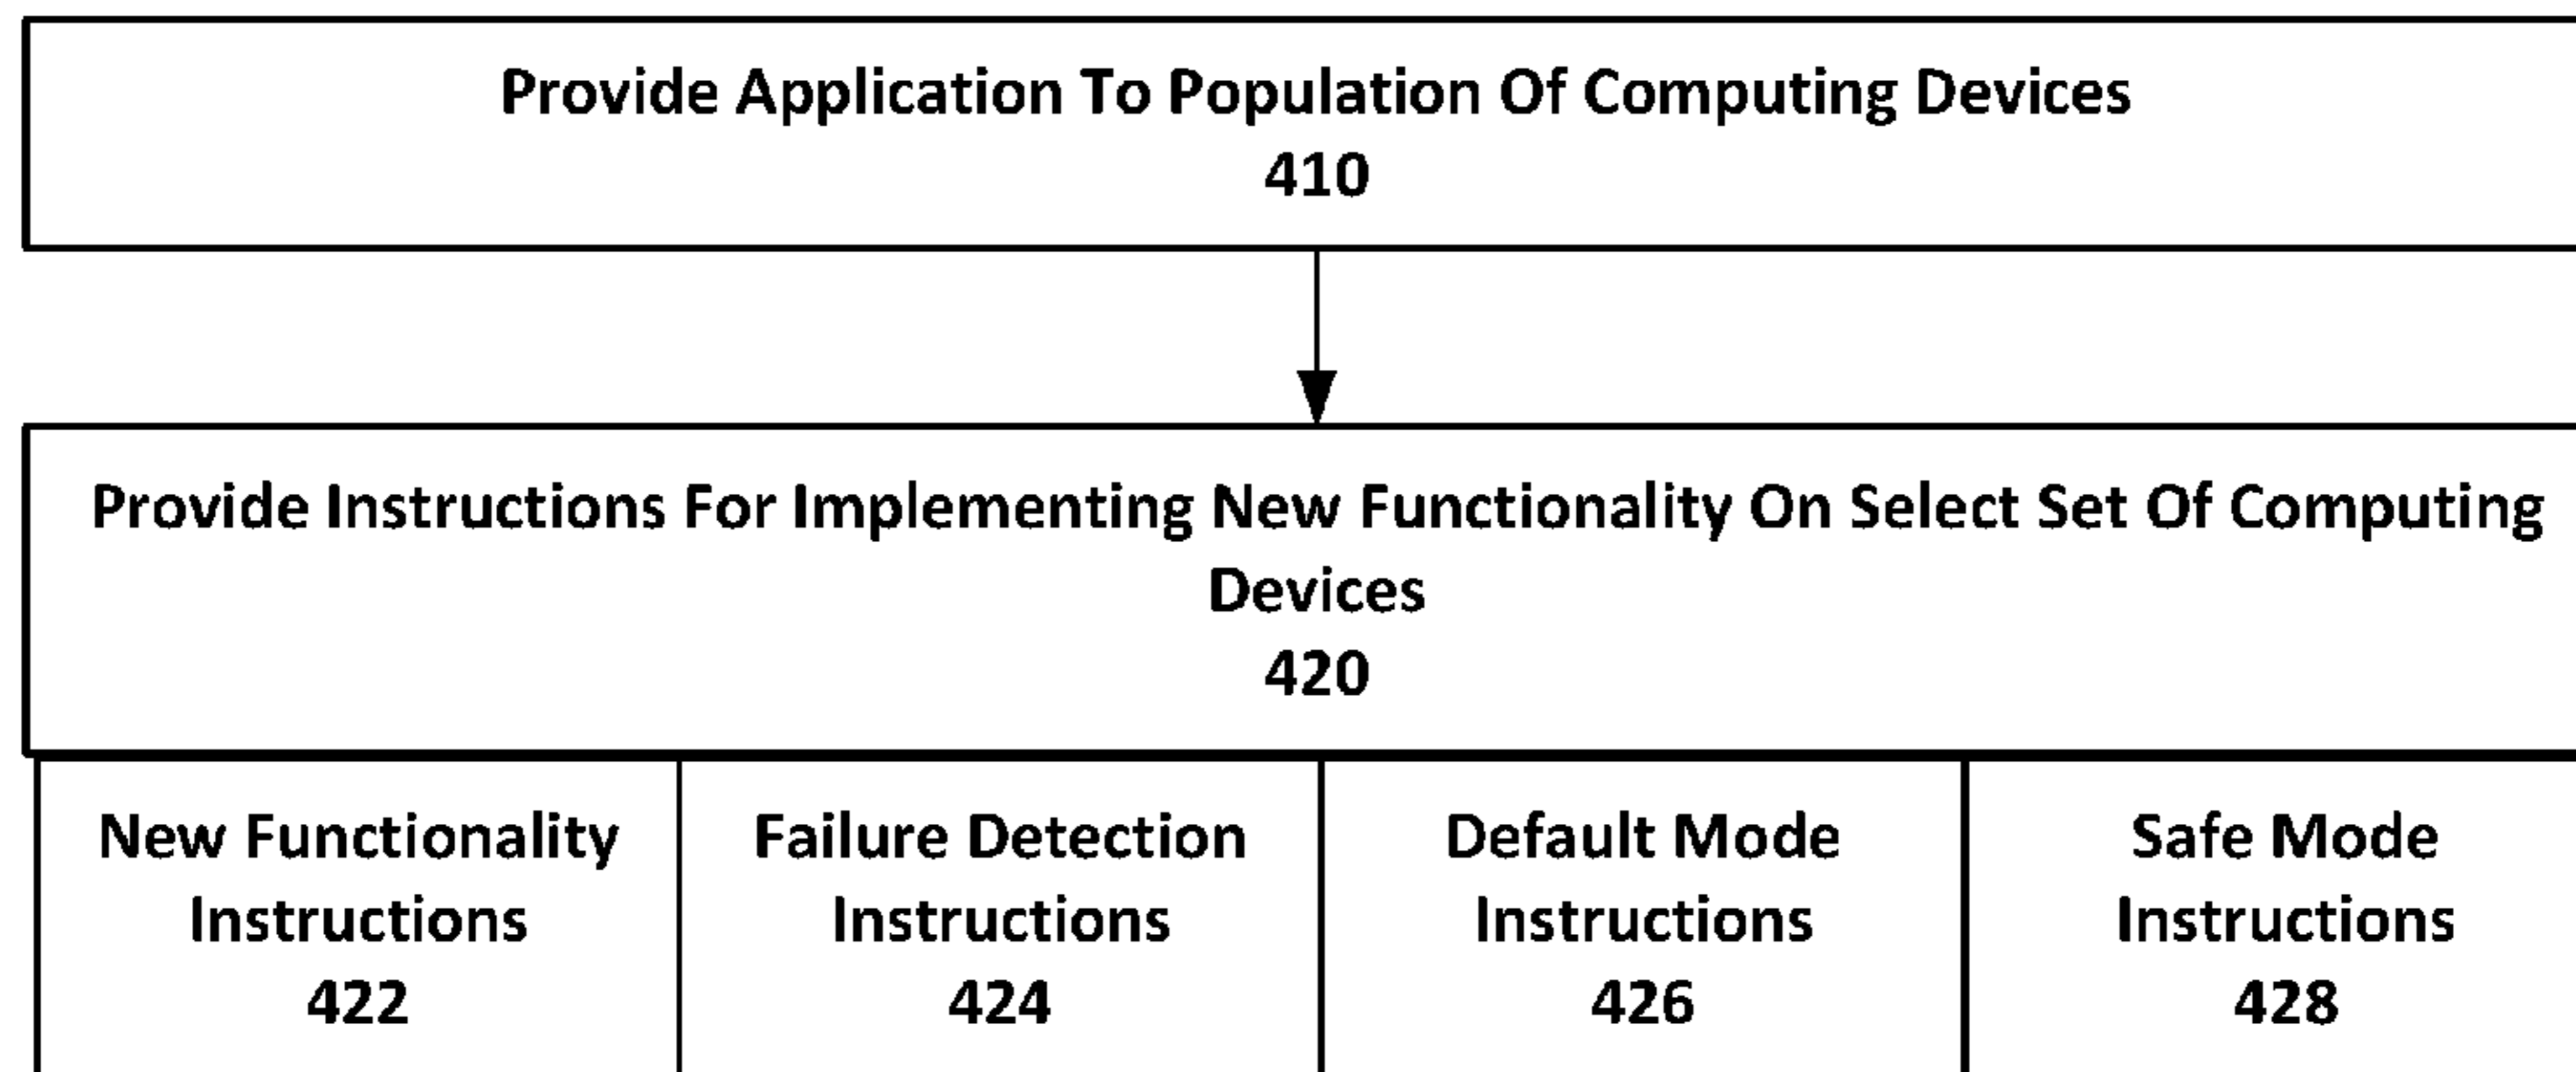 Provide Application To Population Of Computing Devices
410
Provide Instructions For Implementing New Functionality On Select Set Of Computing
Devices
420
New Functionality
Instructions
422
Failure Detection
Instructions
424
Default Mode
Instructions
426
Safe Mode
Instructions
428